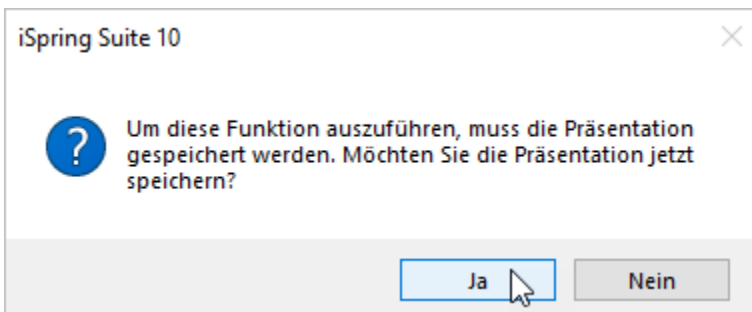 iSpring Suite 10
Um diese Funktion auszuführen, muss die Präsentation
gespeichert werden. Möchten Sie die Präsentation jetzt
speichern?
Ja
Nein